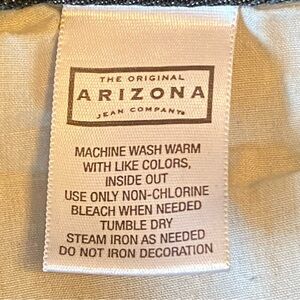 THE ORIGINAL
ARIZONA
JEAN COMPANY®
MACHINE WASH WARM
WITH LIKE COLORS,
INSIDE OUT
USE ONLY NON-CHLORINE
BLEACH WHEN NEEDED
TUMBLE DRY
STEAM IRON AS NEEDED
DO NOT IRON DECORATION